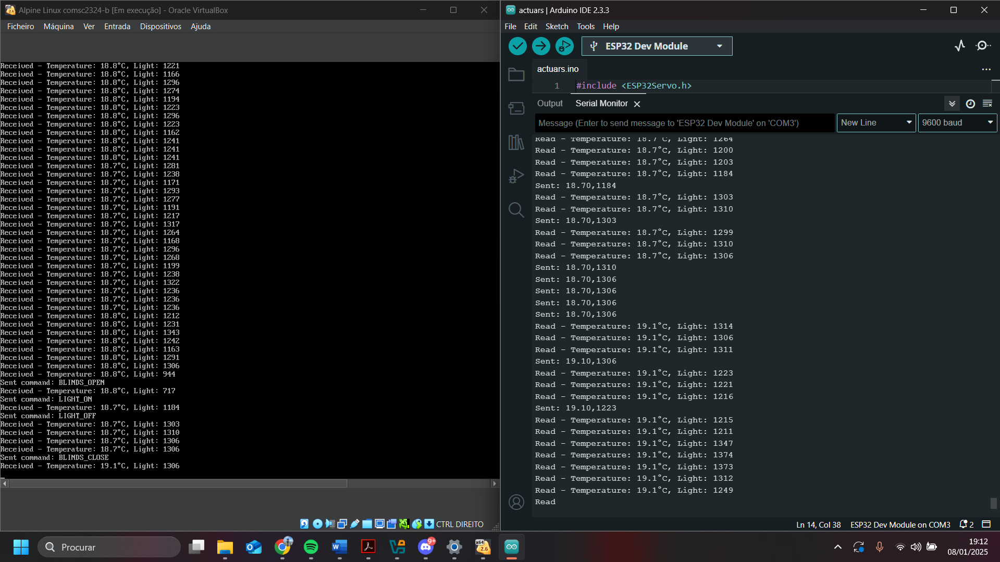 Alpine Linux comsc2324-b [Em execução] - Oracle VirtualBox
Ficheiro Máquina Ver Entrada Dispositivos Ajuda
Received - Temperature: 18.8°C, Light: 1221
Received - Temperature: 18.8°C, Light: 1166
Received - Temperature: 18.8°C, Light: 1296
Received - Temperature: 18.8°C, Light: 1274
Received - Temperature: 18.8°C, Light: 1194
Received - Temperature: 18.8°C, Light: 1223
Received - Temperature: 18.8°C, Light: 1296
Received - Temperature: 18.8°C, Light: 1223
Received - Temperature: 18.8°C, Light: 1162
Received - Temperature: 18.8°C, Light: 1241
Received - Temperature: 18.8°C, Light: 1241
Received - Temperature: 18.8°C, Light: 1241
Received - Temperature: 18.7°C, Light: 1281
Received - Temperature: 18.7°C, Light: 1238
Received - Temperature: 18.7°C, Light: 1171
Received - Temperature: 18.7°C, Light: 1293
Received - Temperature: 18.7°C, Light: 1277
Received - Temperature: 18.7°C, Light: 1191
Received - Temperature: 18.7°C, Light: 1217
Received - Temperature: 18.7°C, Light: 1317
Received - Temperature: 18.7°C, Light: 1264
Received - Temperature: 18.7°C, Light: 1168
Received - Temperature: 18.7°C, Light: 1296
Received - Temperature: 18.7°C, Light: 1268
Received - Temperature: 18.7°C, Light: 1199
Received - Temperature: 18.7°C, Light: 1238
Received - Temperature: 18.7°C, Light: 1322
Received - Temperature: 18.7°C, Light: 1236
Received - Temperature: 18.7°C, Light: 1236
Received - Temperature: 18.7°C, Light: 1236
Received - Temperature: 18.8°C, Light: 1212
Received - Temperature: 18.8°C, Light: 1231
Received - Temperature: 18.8°C, Light: 1343
Received - Temperature: 18.8°C, Light: 1242
Received - Temperature: 18.8°C, Light: 1163
Received - Temperature: 18.8°C, Light: 1291
Received - Temperature: 18.8°C, Light: 1306
Received - Temperature: 18.8°C, Light: 944
Sent command: BLINDS_OPEN
Received - Temperature: 18.8°C, Light: 717
Sent command: LIGHT_ON
Received - Temperature: 18.7°C, Light: 1184
Sent command: LIGHT_OFF
Received - Temperature: 18.7°C, Light: 1303
Received - Temperature: 18.7°C, Light: 1310
Received - Temperature: 18.7°C, Light: 1306
Received - Temperature: 18.7°C, Light: 1306
Sent command: BLINDS_CLOSE
Received - Temperature: 19.1°C, Light: 1306
CTRL DIREITO
actuars | Arduino IDE 2.3.3
File Edit Sketch Tools Help
ESP32 Dev Module
actuars.ino
1 #include <ESP32Servo.h>
Output Serial Monitor
Message (Enter to send message to 'ESP32 Dev Module' on 'COM3') New Line 9600 baud
Read - Temperature: 18.7°C, Light: 1264
Read - Temperature: 18.7°C, Light: 1200
Read - Temperature: 18.7°C, Light: 1203
Read - Temperature: 18.7°C, Light: 1184
Sent: 18.70,1184
Read - Temperature: 18.7°C, Light: 1303
Read - Temperature: 18.7°C, Light: 1310
Sent: 18.70,1303
Read - Temperature: 18.7°C, Light: 1299
Read - Temperature: 18.7°C, Light: 1310
Read - Temperature: 18.7°C, Light: 1306
Sent: 18.70,1310
Sent: 18.70,1306
Sent: 18.70,1306
Sent: 18.70,1306
Sent: 18.70,1306
Read - Temperature: 19.1°C, Light: 1314
Read - Temperature: 19.1°C, Light: 1306
Read - Temperature: 19.1°C, Light: 1311
Sent: 19.10,1306
Read - Temperature: 19.1°C, Light: 1223
Read - Temperature: 19.1°C, Light: 1221
Read - Temperature: 19.1°C, Light: 1216
Sent: 19.10,1223
Read - Temperature: 19.1°C, Light: 1215
Read - Temperature: 19.1°C, Light: 1211
Read - Temperature: 19.1°C, Light: 1347
Read - Temperature: 19.1°C, Light: 1374
Read - Temperature: 19.1°C, Light: 1373
Read - Temperature: 19.1°C, Light: 1312
Read - Temperature: 19.1°C, Light: 1249
Read
Ln 14, Col 38 ESP32 Dev Module on COM3 2
Procurar
9+
x64
2.6
19:12
08/01/2025